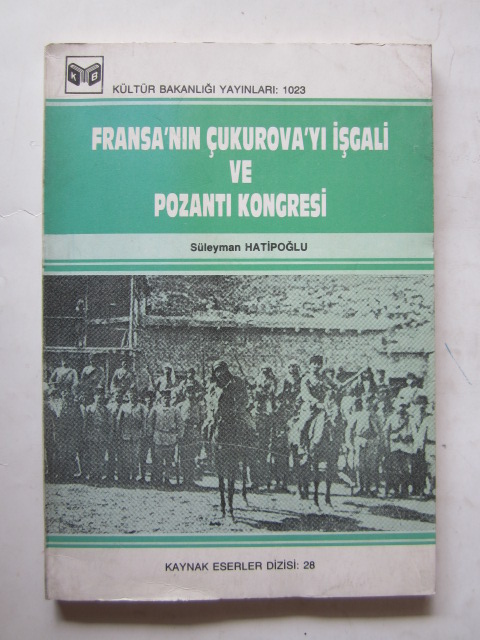 K B
KÜLTÜR BAKANLIĞI YAYINLARI: 1023
FRANSA'NIN ÇUKUROVA'YI İŞGALİ
VE
POZANTI KONGRESİ
Süleyman HATİPOĞLU
KAYNAK ESERLER DİZİSİ: 28